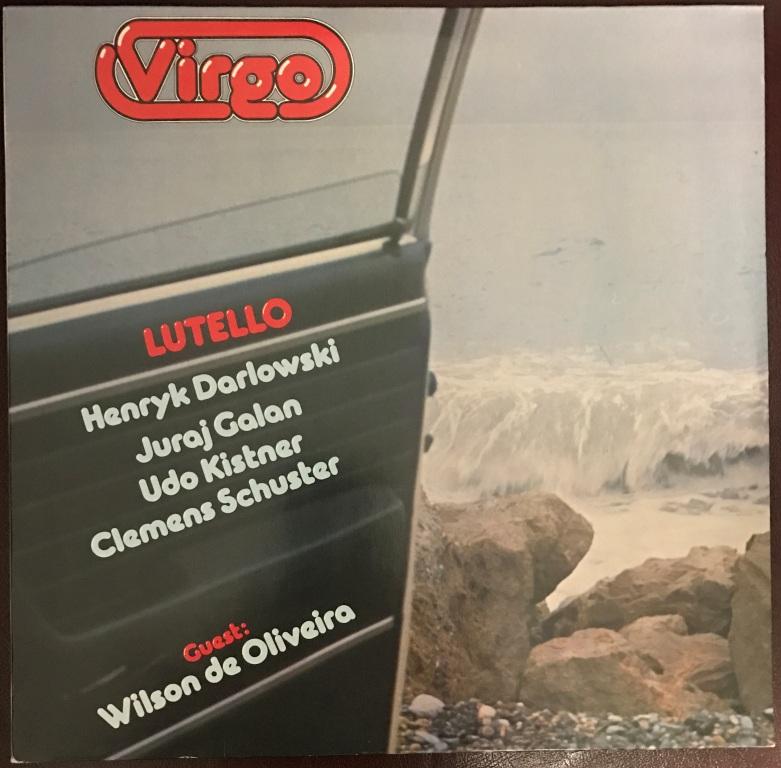 Virgo
LUTELLO
Henryk Darlowski
Juraj Galan
Udo Kistner
Clemens Schuster
Guest:
Wilson de Oliveira